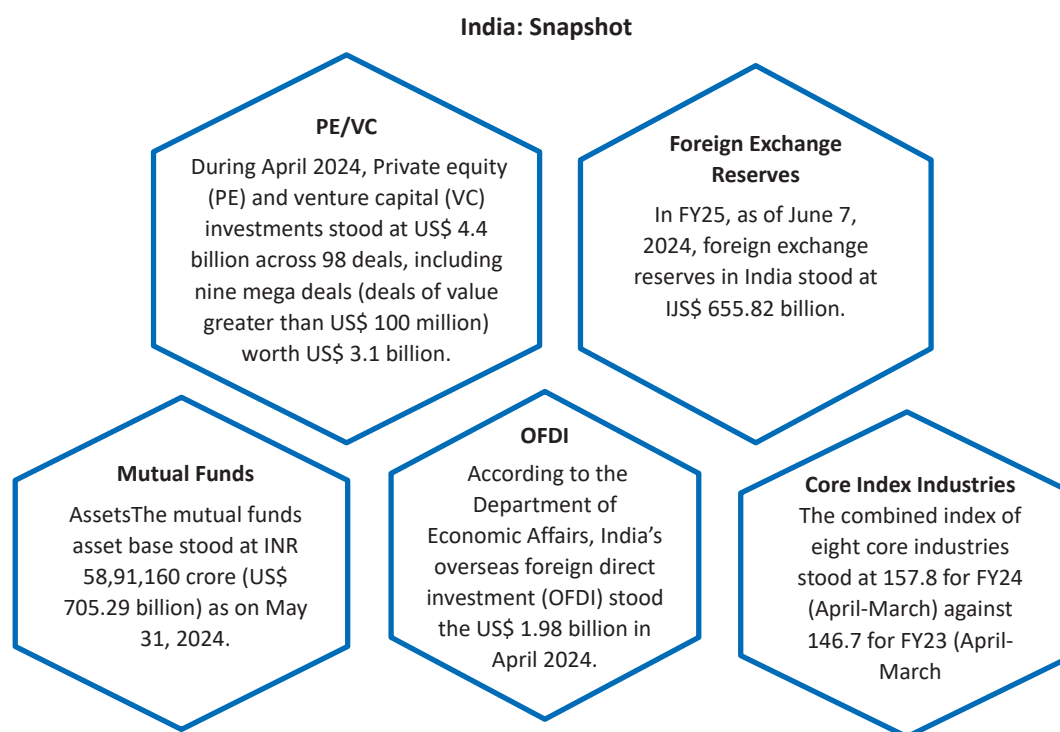 India: Snapshot
PE/VC
During April 2024, Private equity
(PE) and venture capital (VC)
investments stood at US$ 4.4
billion across 98 deals, including
nine mega deals (deals of value
greater than US$ 100 million)
worth US$ 3.1 billion.
Foreign Exchange
Reserves
In FY25, as of June 7,
2024, foreign exchange
reserves in India stood at
IJS$ 655.82 billion.
Mutual Funds
AssetsThe mutual funds
asset base stood at INR
58,91,160 crore (US$
705.29 billion) as on May
31, 2024.
OFDI
According to the
Department of
Economic Affairs, India’s
overseas foreign direct
investment (OFDI) stood
the US$ 1.98 billion in
April 2024.
Core Index Industries
The combined index of
eight core industries
stood at 157.8 for FY24
(April-March) against
146.7 for FY23 (April-
March